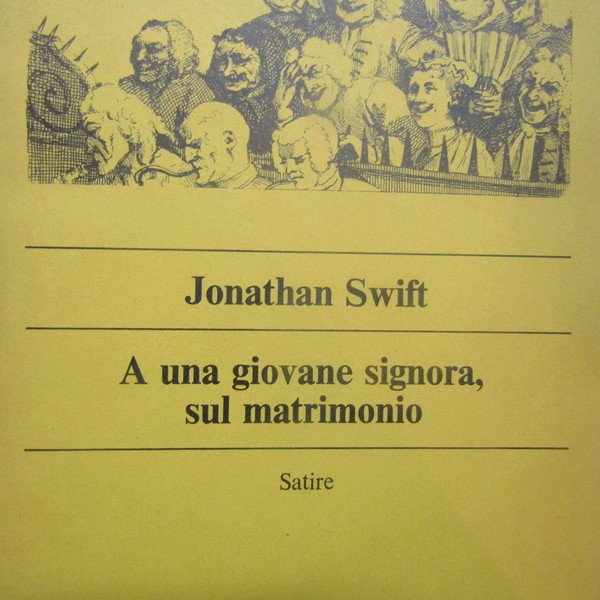 Jonathan Swift
A una giovane signora,
sul matrimonio
Satire